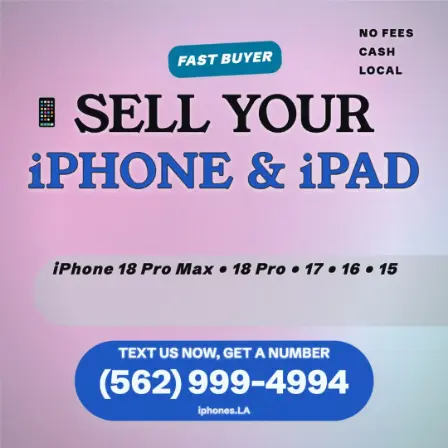 FAST BUYER
NO FEES
CASH
LOCAL
SELL YOUR
iPHONE & iPAD
iPhone 18 Pro Max • 18 Pro • 17 • 16 • 15
TEXT US NOW, GET A NUMBER
(562) 999-4994
iphones.LA